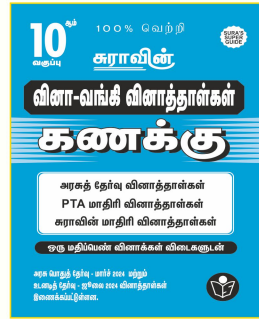 10 ஆம்
வகுப்பு
100% வெற்றி
SURA'S
SUPER
GUIDE
சுராவின்
வினா-வங்கி வினாத்தாள்கள்
கணக்கு
அரசுத் தேர்வு வினாத்தாள்கள்
PTA மாதிரி வினாத்தாள்கள்
சுராவின் மாதிரி வினாத்தாள்கள்
ஒரு மதிப்பெண் வினாக்கள் விடைகளுடன்
அரசு பொதுத் தேர்வு - மார்ச் 2024 மற்றும்
உடனடித் தேர்வு - ஜூலை 2024 வினாத்தாள்கள்
இணைக்கப்பட்டுள்ளன.